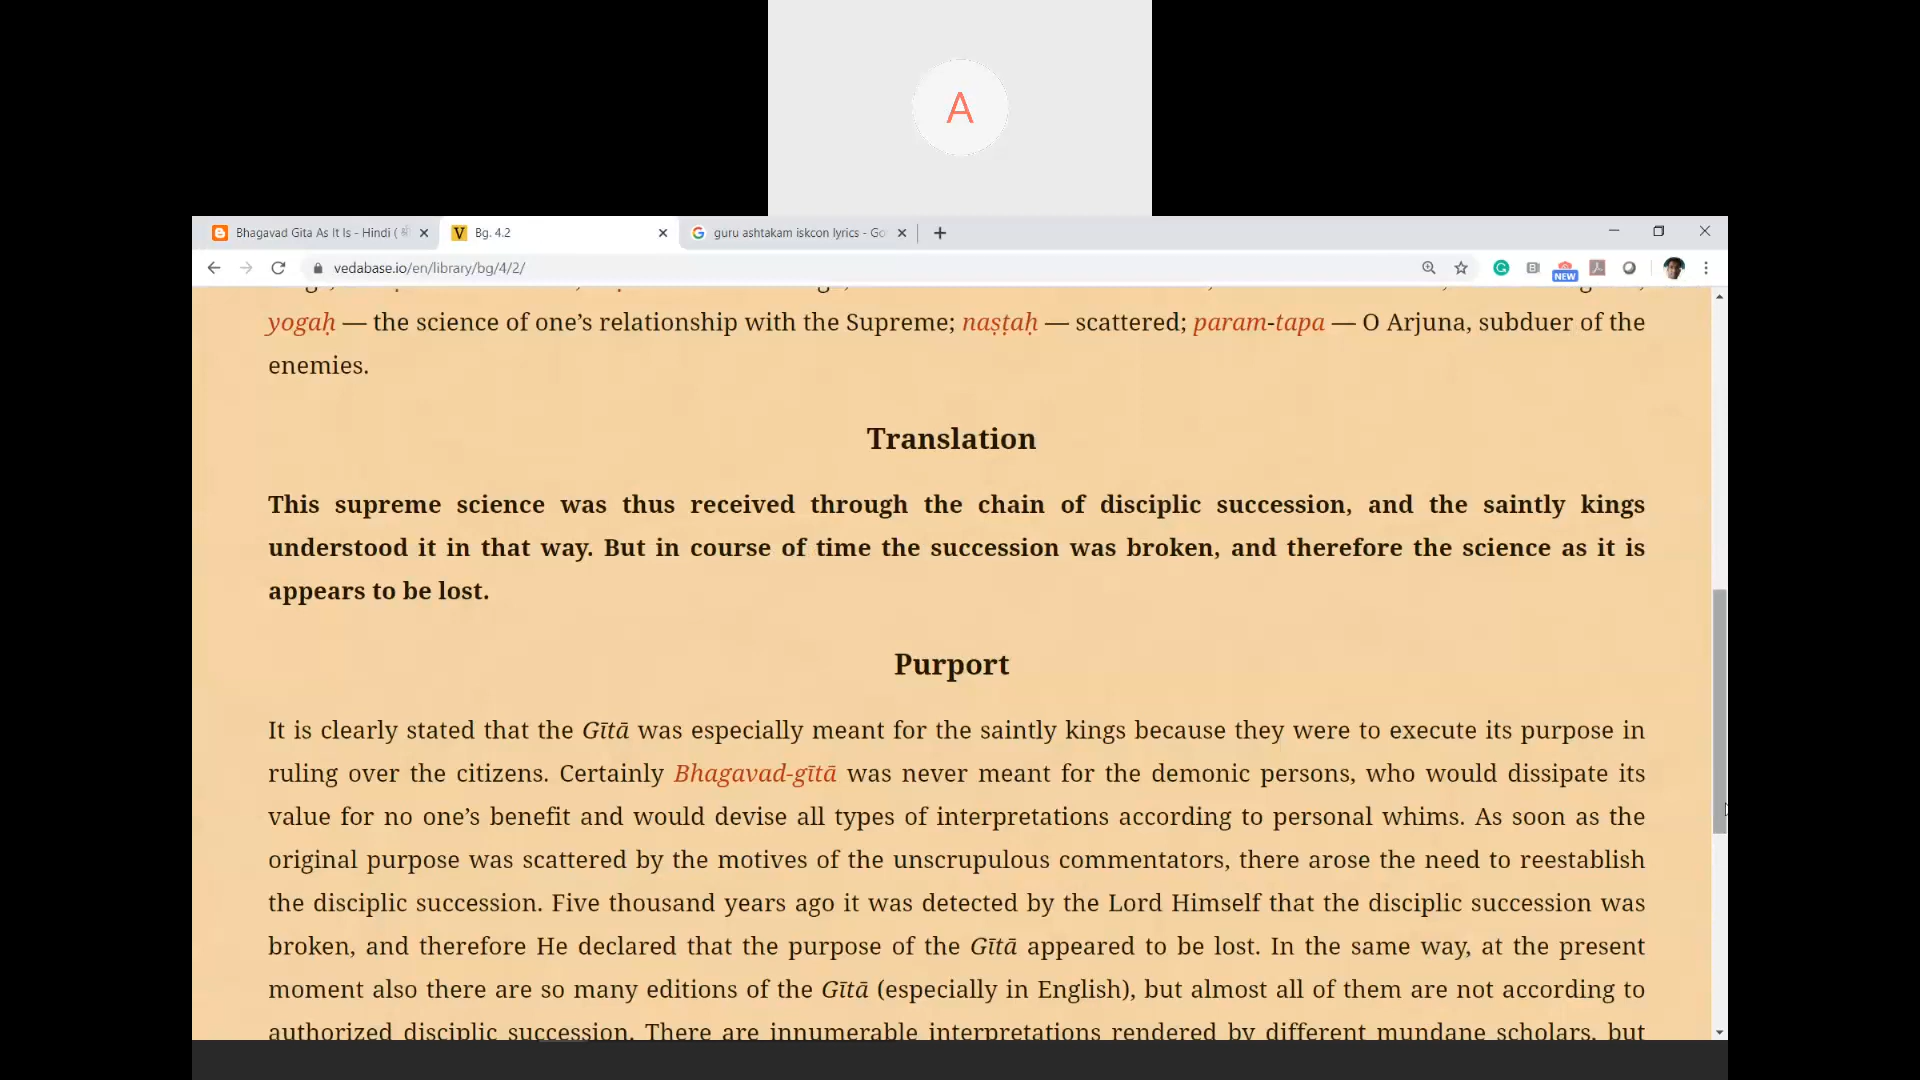 A
Bhagavad Gita As It Is - Hindi (
Bg. 4.2
guru ashtakam iskcon lyrics - Go
vedabase.io/en/library/bg/4/2/
NEW
yogaḥ — the science of one’s relationship with the Supreme; naṣṭaḥ — scattered; param-tapa — O Arjuna, subduer of the
enemies.
Translation
This supreme science was thus received through the chain of disciplic succession, and the saintly kings
understood it in that way. But in course of time the succession was broken, and therefore the science as it is
appears to be lost.
Purport
It is clearly stated that the Gītā was especially meant for the saintly kings because they were to execute its purpose in
ruling over the citizens. Certainly Bhagavad-gītā was never meant for the demonic persons, who would dissipate its
value for no one’s benefit and would devise all types of interpretations according to personal whims. As soon as the
original purpose was scattered by the motives of the unscrupulous commentators, there arose the need to reestablish
the disciplic succession. Five thousand years ago it was detected by the Lord Himself that the disciplic succession was
broken, and therefore He declared that the purpose of the Gītā appeared to be lost. In the same way, at the present
moment also there are so many editions of the Gītā (especially in English), but almost all of them are not according to
authorized disciplic succession. There are innumerable interpretations rendered by different mundane scholars, but